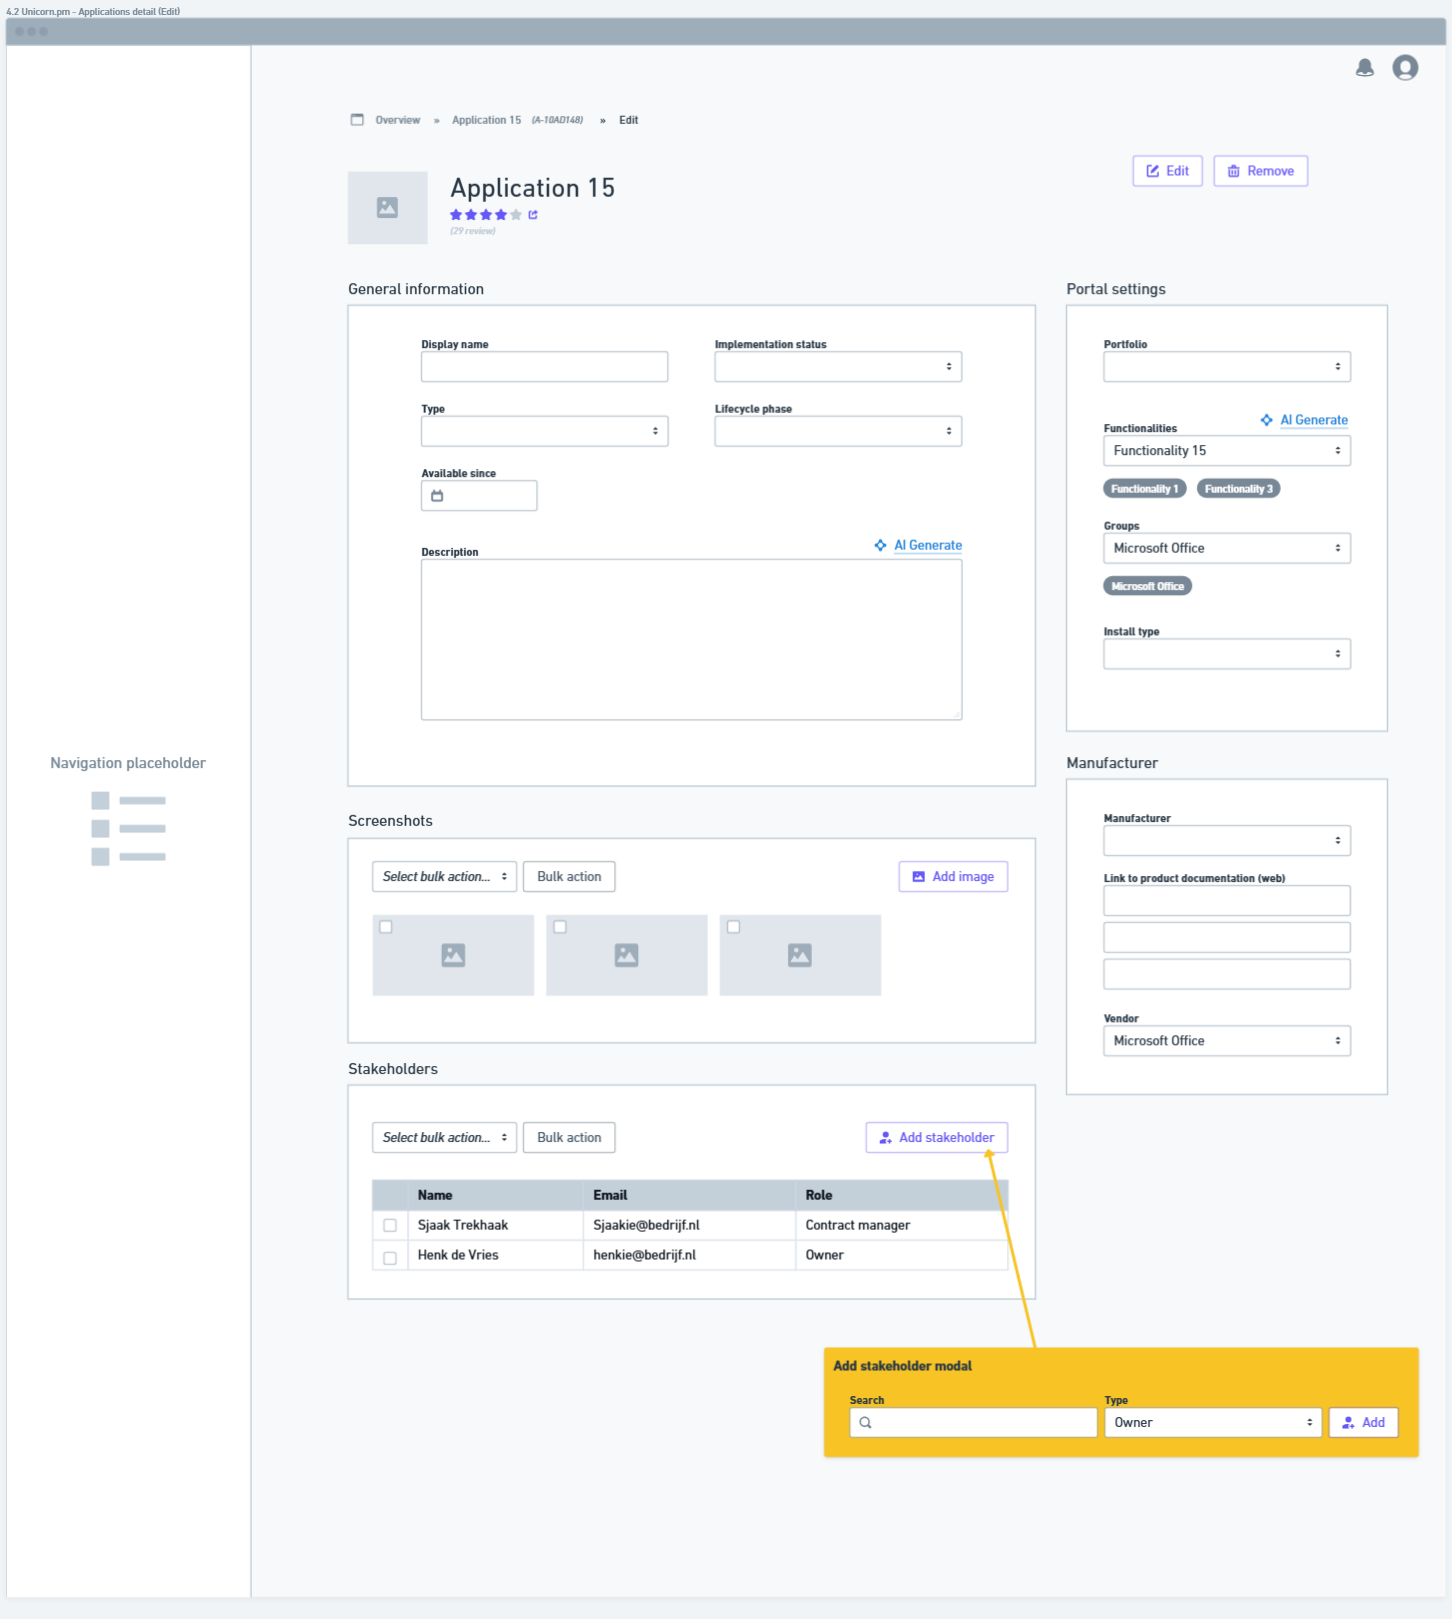 4.2 Unicorn.pm - Applications detail (Edit)
Overview » Application 15 (A-10AD148) » Edit
Edit
Remove
Application 15
(29 review)
General information
Display name
Implementation status
Type
Lifecycle phase
Available since
Description
AI Generate
Portal settings
Portfolio
AI Generate
Functionalities
Functionality 15
Functionality 1
Functionality 3
Groups
Microsoft Office
Microsoft Office
Install type
Navigation placeholder
Screenshots
Select bulk action...
Bulk action
Add image
Manufacturer
Manufacturer
Link to product documentation (web)
Vendor
Microsoft Office
Stakeholders
Select bulk action...
Bulk action
Add stakeholder
Name Email Role
Sjaak Trekhaak Sjaakie@bedrijf.nl Contract manager
Henk de Vries henkie@bedrijf.nl Owner
Add stakeholder modal
Search
Type
Owner
Add